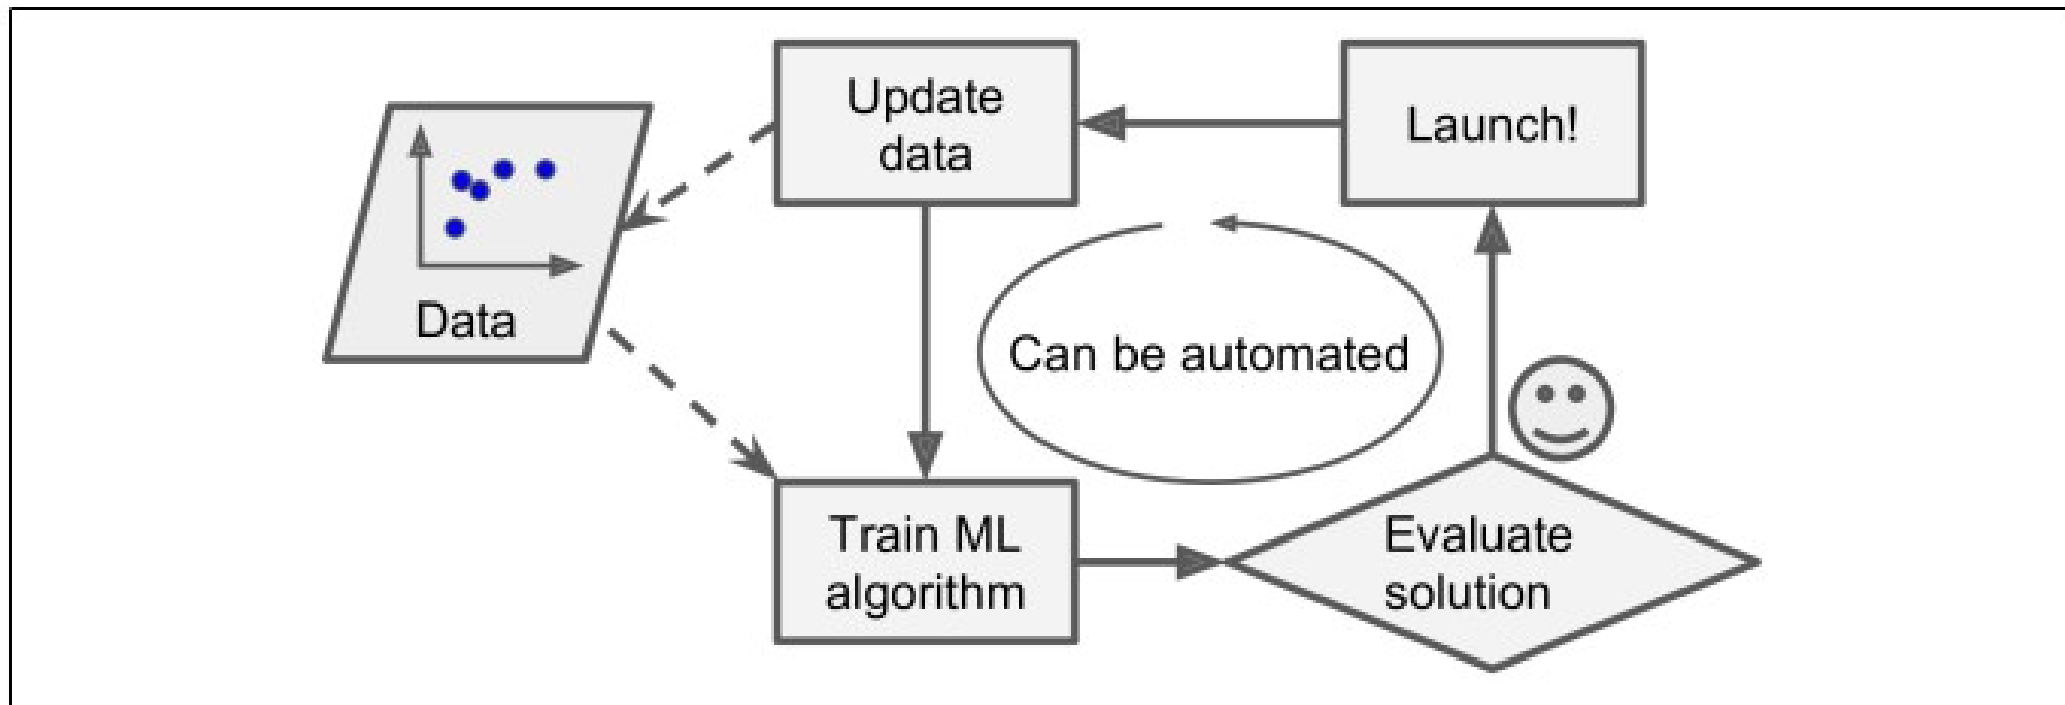 Update
data
Launch!
Data
Can be automated
Train ML
algorithm
Evaluate
solution